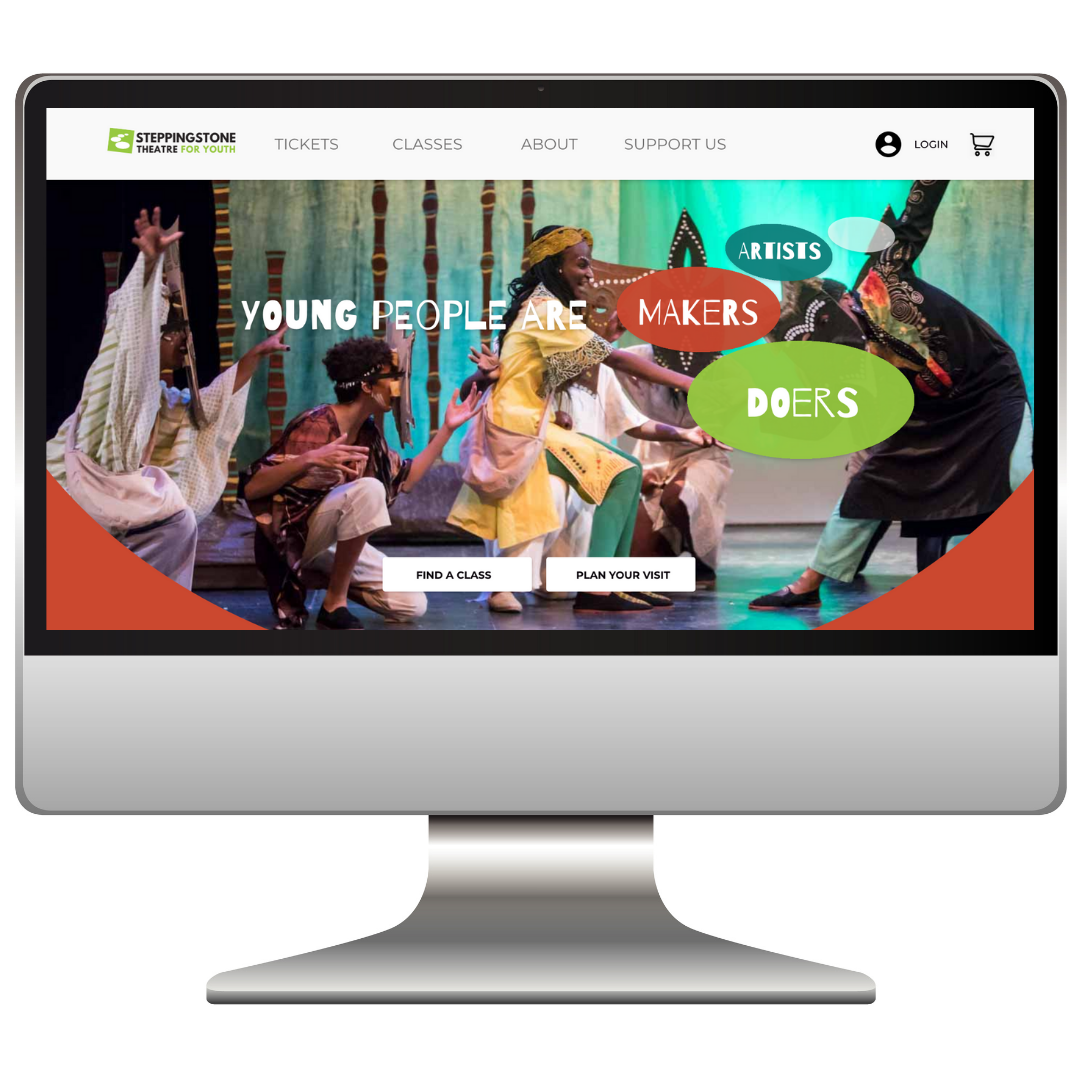 STEPPINGSTONE
THEATRE FOR YOUTH
TICKETS
CLASSES
ABOUT
SUPPORT US
LOGIN
ARTISTS
YOUNG PEOPLE ARE
MAKERS
DOERS
FIND A CLASS
PLAN YOUR VISIT